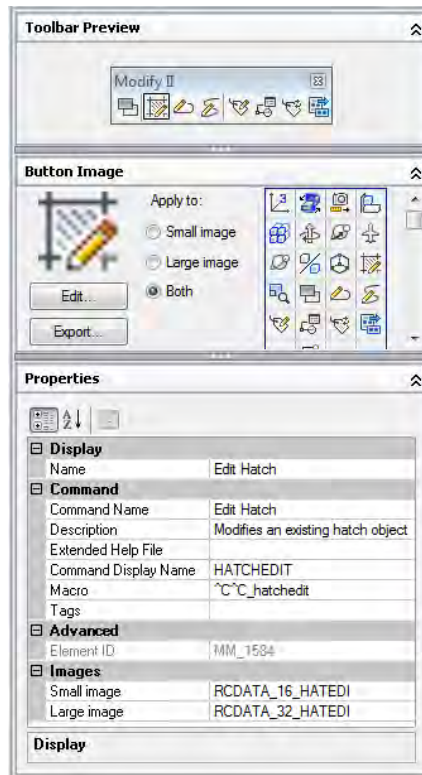 Toolbar Preview
Modify II
Button Image
Apply to:
Small image
Large image
Both
Edit...
Export...
Properties
Display
Name Edit Hatch
Command
Command Name Edit Hatch
Description Modifies an existing hatch object
Extended Help File
Command Display Name HATCHEDIT
Macro ^C^C_hatchedit
Tags
Advanced
Element ID MM_1584
Images
Small image RCDATA_16_HATEDI
Large image RCDATA_32_HATEDI
Display